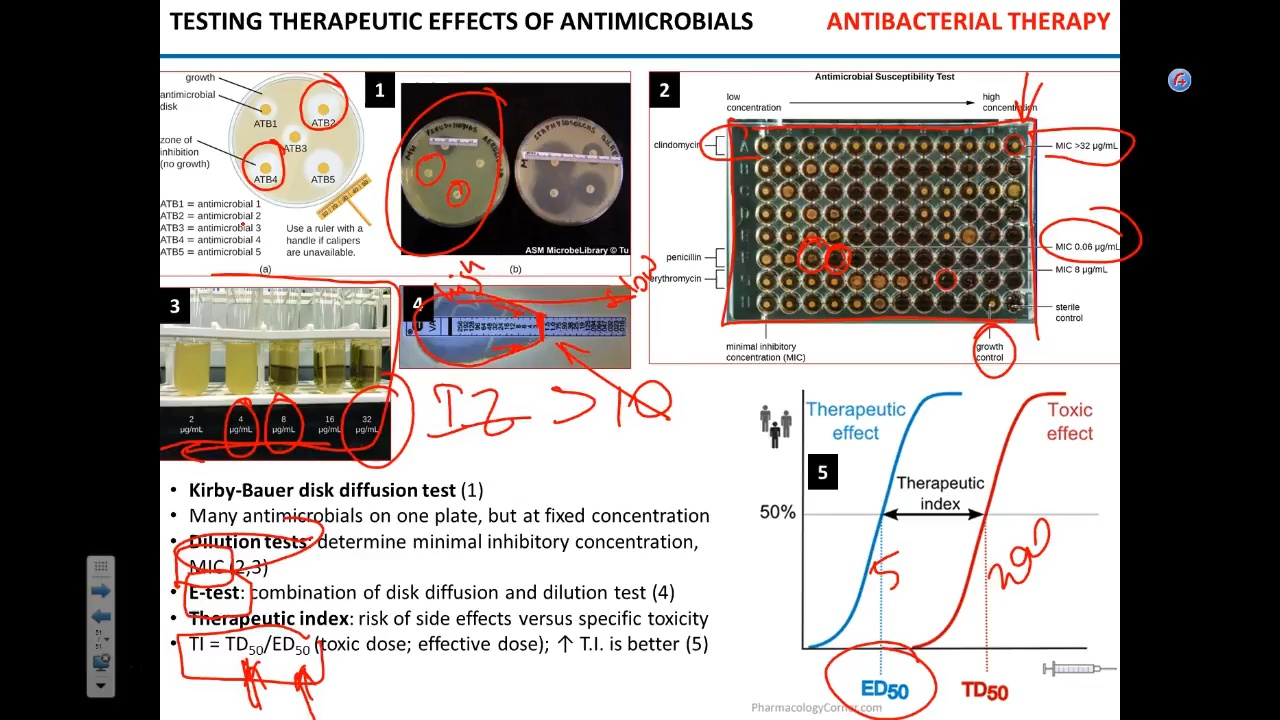 TESTING THERAPEUTIC EFFECTS OF ANTIMICROBIALS
ANTIBACTERIAL THERAPY
growth
antimicrobial
disk
zone of
inhibition
(no growth)
ATB1
ATB2
ATB3
ATB4
ATB5
ATB1 = antimicrobial 1
ATB2 = antimicrobial 2
ATB3 = antimicrobial 3
ATB4 = antimicrobial 4
ATB5 = antimicrobial 5
Use a ruler with a
handle if calipers
are unavailable.
(a)
1
ASM MicrobeLibrary © Tu
(b)
2
Antimicrobial Susceptibility Test
low
concentration
high
concentration
clindomycin
penicillin
erythromycin
MIC >32 µg/mL
MIC 0.06 µg/mL
MIC 8 µg/mL
sterile
control
growth
control
minimal inhibitory
concentration (MIC)
3
2
µg/mL
4
µg/mL
8
µg/mL
16
µg/mL
32
µg/mL
4
VA
high
low
TZ > 10
• Kirby-Bauer disk diffusion test (1)
• Many antimicrobials on one plate, but at fixed concentration
• Dilution tests: determine minimal inhibitory concentration,
MIC (2,3)
• E-test: combination of disk diffusion and dilution test (4)
• Therapeutic index: risk of side effects versus specific toxicity
• TI = TD50/ED50 (toxic dose; effective dose); ↑ T.I. is better (5)
5
Therapeutic
effect
Toxic
effect
Therapeutic
index
50%
5
200
ED50
TD50
PharmacologyCorner.com